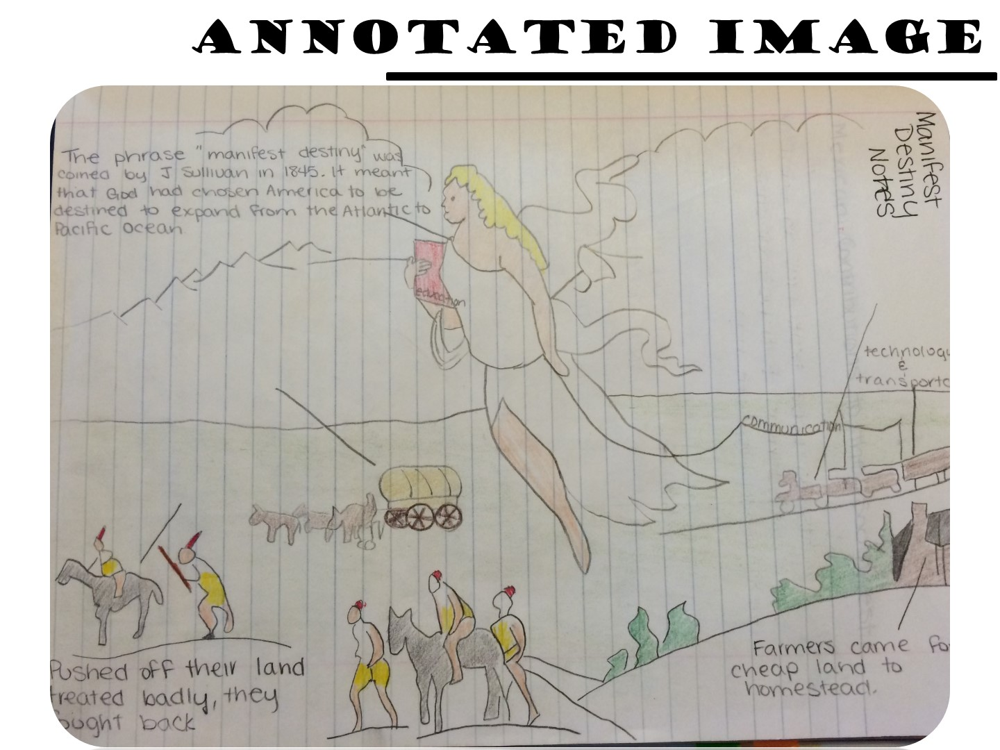 ANNOTATED IMAGE
The phrase "manifest destiny" was
coined by J Sullivan in 1845. It meant
that God had chosen America to be
destined to expand from the Atlantic to
Pacific Ocean
Manifest
Destiny
Notes
education
technology
&
transporta
communication
Pushed off their land
treated badly, they
fought back
Farmers came fo
cheap land to
homestead.